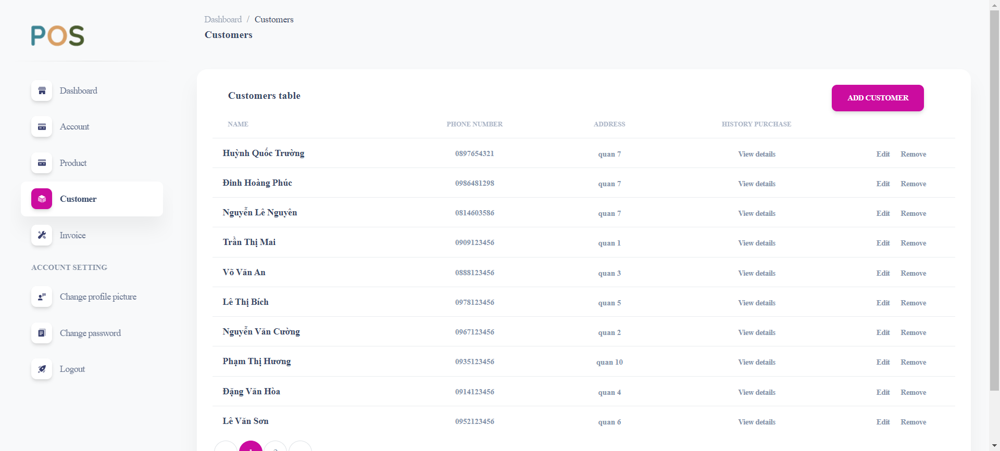 POS
Dashboard
Account
Product
Customer
Invoice
ACCOUNT SETTING
Change profile picture
Change password
Logout
Dashboard / Customers
Customers
Customers table
ADD CUSTOMER
NAME PHONE NUMBER ADDRESS HISTORY PURCHASE
Huỳnh Quốc Trường 0897654321 quan 7 View details Edit Remove
Đinh Hoàng Phúc 0986481298 quan 7 View details Edit Remove
Nguyễn Lê Nguyên 0814603586 quan 7 View details Edit Remove
Trần Thị Mai 0909123456 quan 1 View details Edit Remove
Võ Văn An 0888123456 quan 3 View details Edit Remove
Lê Thị Bích 0978123456 quan 5 View details Edit Remove
Nguyễn Văn Cường 0967123456 quan 2 View details Edit Remove
Phạm Thị Hương 0935123456 quan 10 View details Edit Remove
Đặng Văn Hòa 0914123456 quan 4 View details Edit Remove
Lê Văn Sơn 0952123456 quan 6 View details Edit Remove